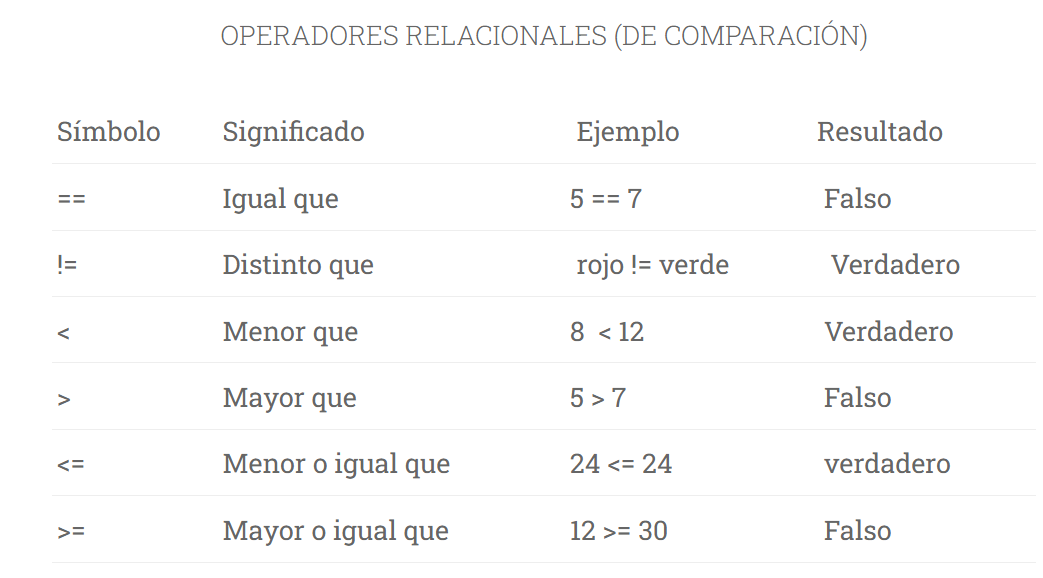 OPERADORES RELACIONALES (DE COMPARACIÓN)
Símbolo Significado Ejemplo Resultado
== Igual que 5 == 7 Falso
!= Distinto que rojo != verde Verdadero
< Menor que 8 < 12 Verdadero
> Mayor que 5 > 7 Falso
<= Menor o igual que 24 <= 24 verdadero
>= Mayor o igual que 12 >= 30 Falso